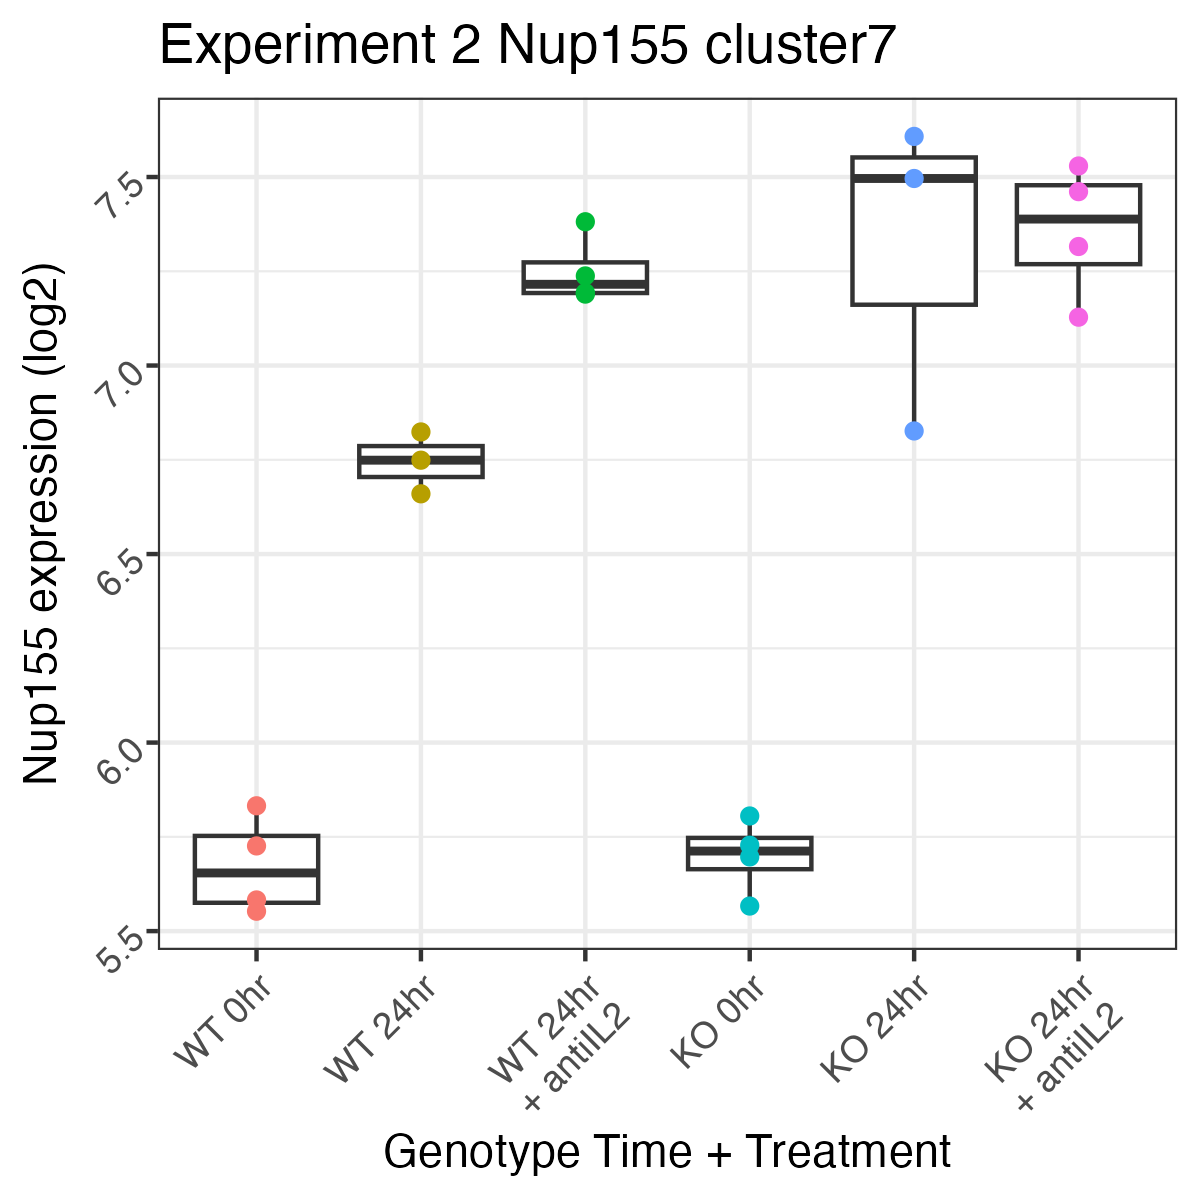 Experiment 2 Nup155 cluster7
Nup155 expression (log2)
7.5
7.0
6.5
6.0
5.5
WT 0hr
WT 24hr
WT 24hr
+ antiIL2
KO 0hr
KO 24hr
KO 24hr
+ antiIL2
Genotype Time + Treatment